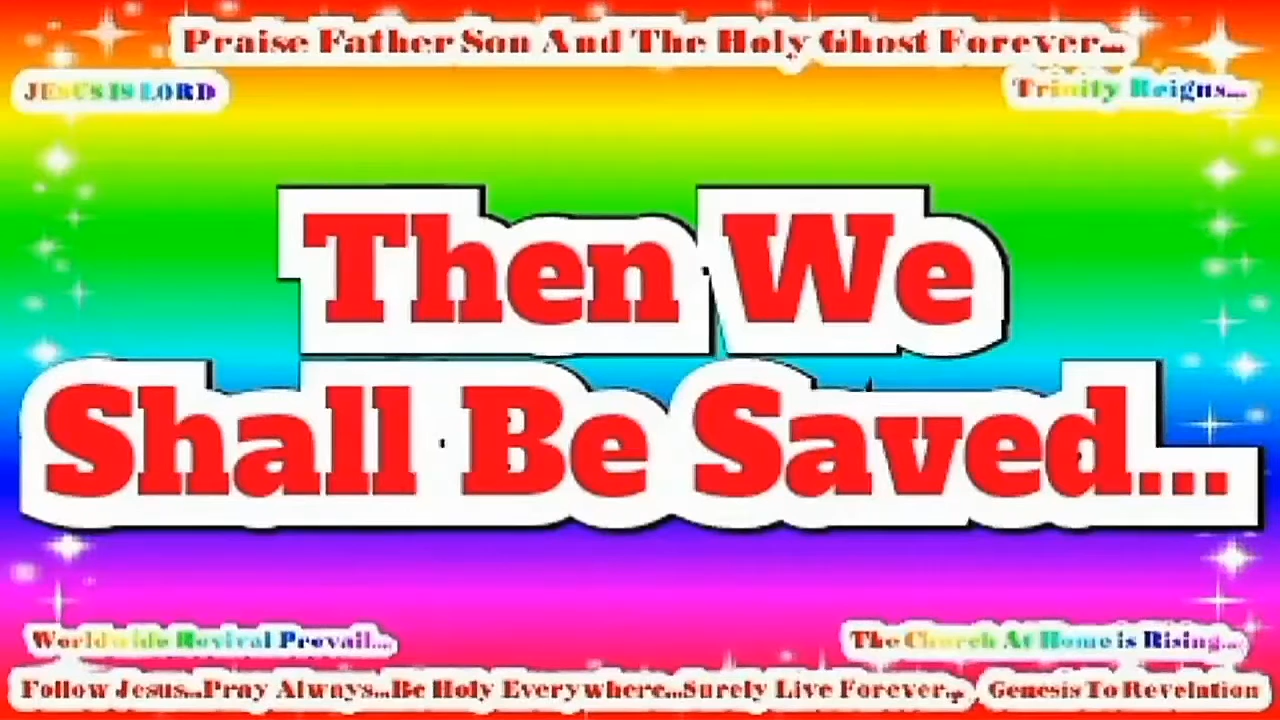 Praise Father Son And The Holy Ghost Forever...
JESUS IS LORD
Trinity Reigns...
Then We
Shall Be Saved...
Worldwide Revival Prevail...
The Church At Home is Rising...
Follow Jesus...Pray Always...Be Holy Everywhere...Surely Live Forever...
Genesis To Revelation